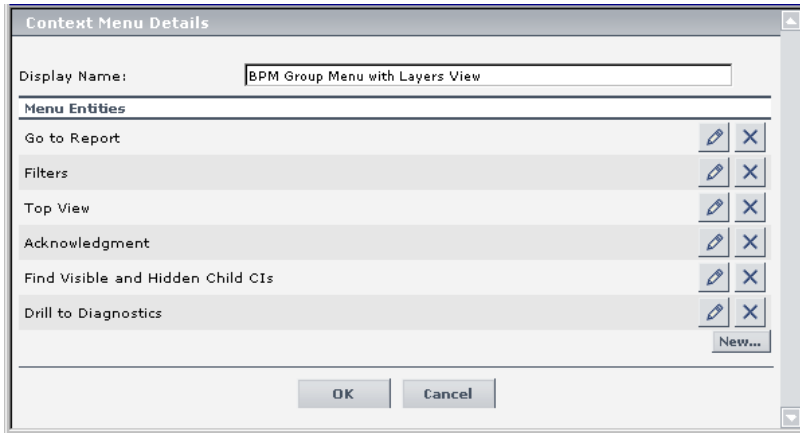 Context Menu Details
Display Name: BPM Group Menu with Layers View
Menu Entities
Go to Report
Filters
Top View
Acknowledgment
Find Visible and Hidden Child CIs
Drill to Diagnostics
New...
OK Cancel